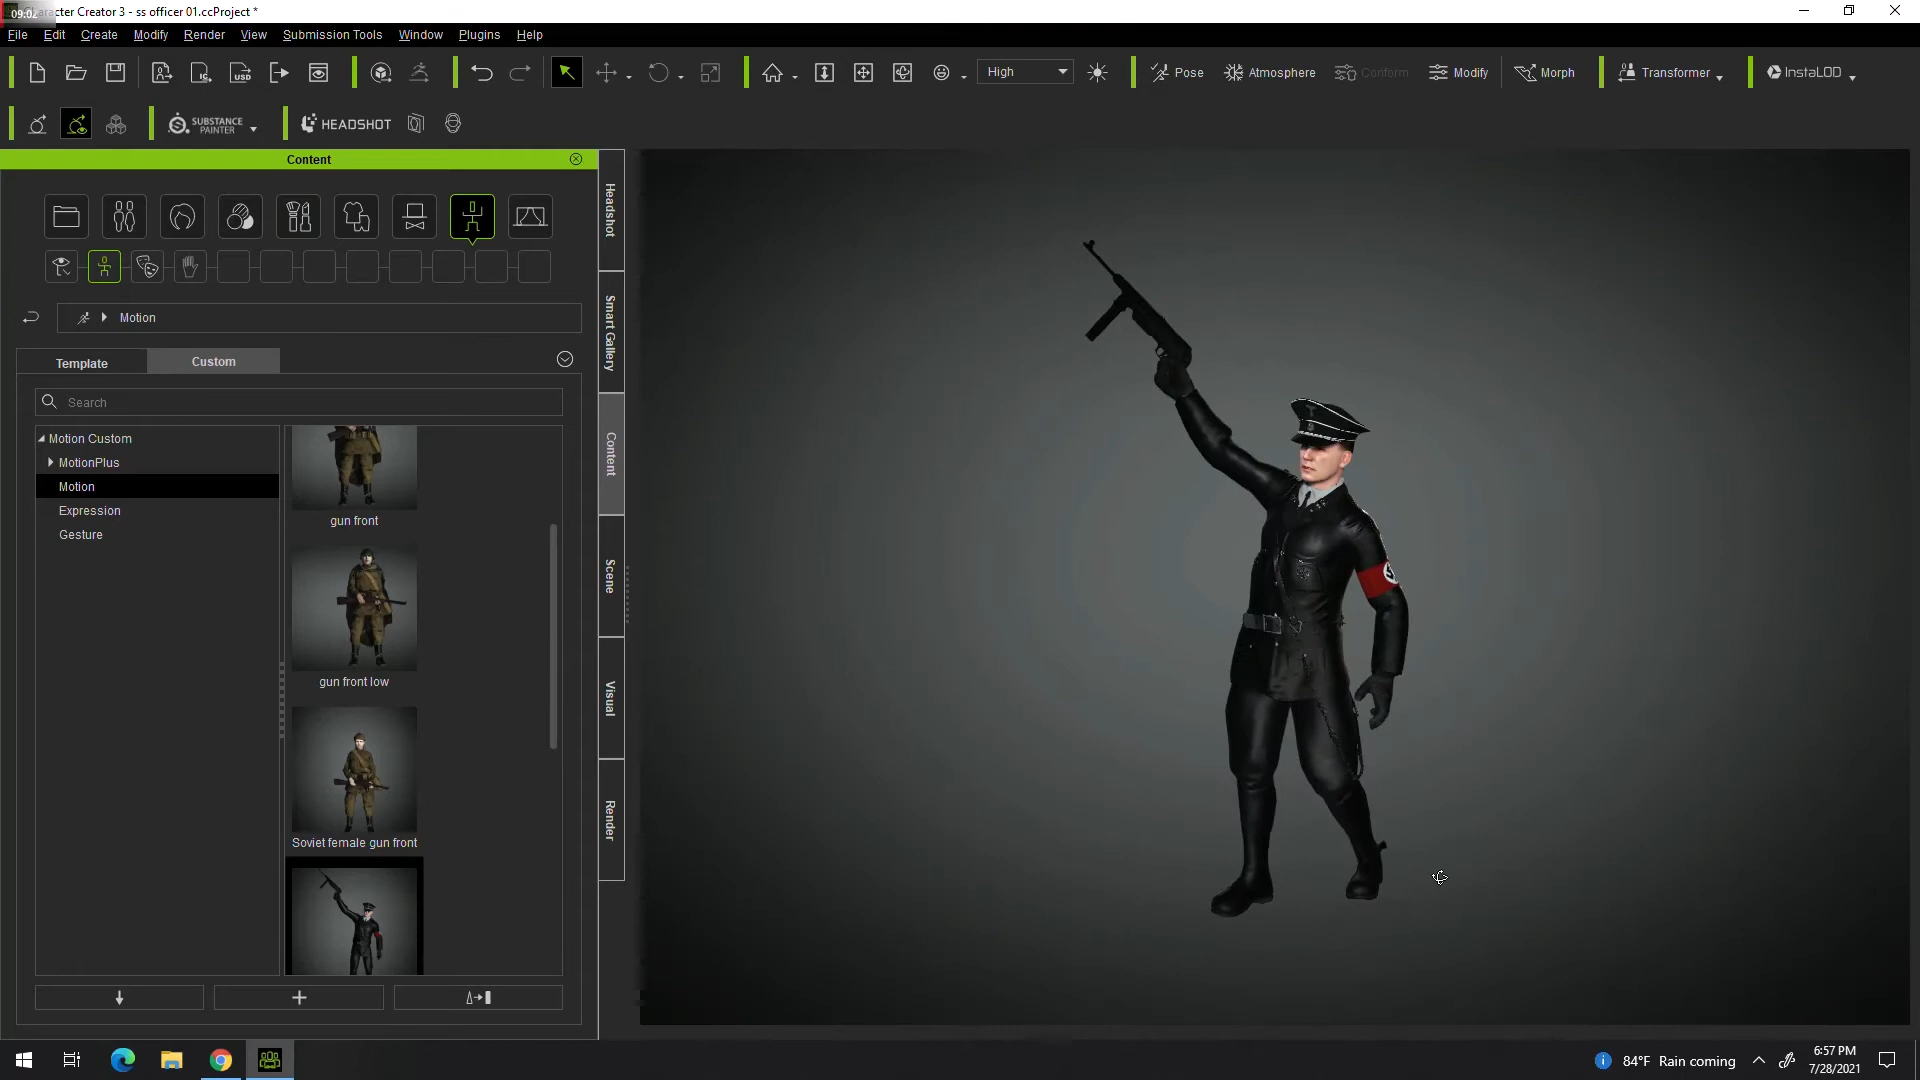 09:02
Character Creator 3 - ss officer 01.ccProject *
File Edit Create Modify Render View Submission Tools Window Plugins Help
High
Pose
Atmosphere
Conform
Modify
Morph
Transformer
InstaLOD
SUBSTANCE
PAINTER
HEADSHOT
Content
Motion
Template
Custom
Search
Motion Custom
MotionPlus
Motion
Expression
Gesture
gun front
gun front low
Soviet female gun front
Headshot
Smart Gallery
Content
Scene
Visual
Render
84°F Rain coming
6:57 PM
7/28/2021